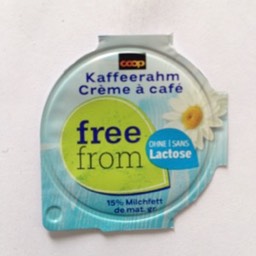 coop
Kaffeerahm
Crème à café
free
from
OHNE | SANS
Lactose
15% Milchfett
de mat. gr.